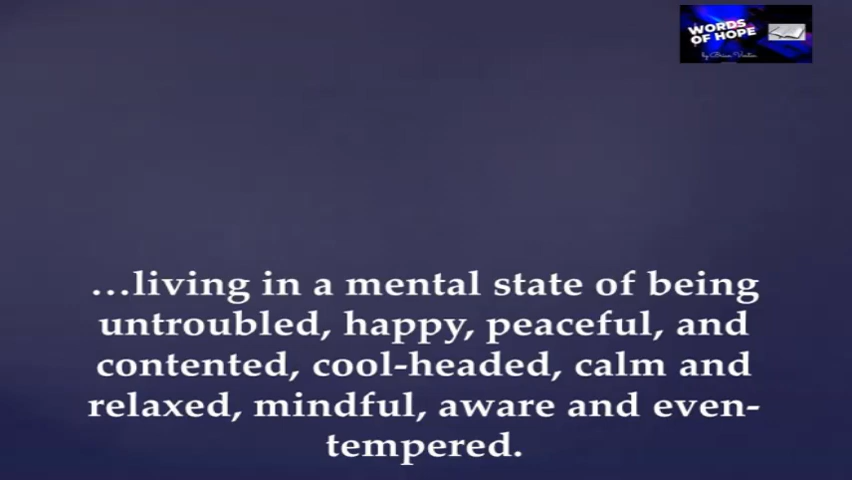 WORDS
OF HOPE
…living in a mental state of being
untroubled, happy, peaceful, and
contented, cool-headed, calm and
relaxed, mindful, aware and even-
tempered.